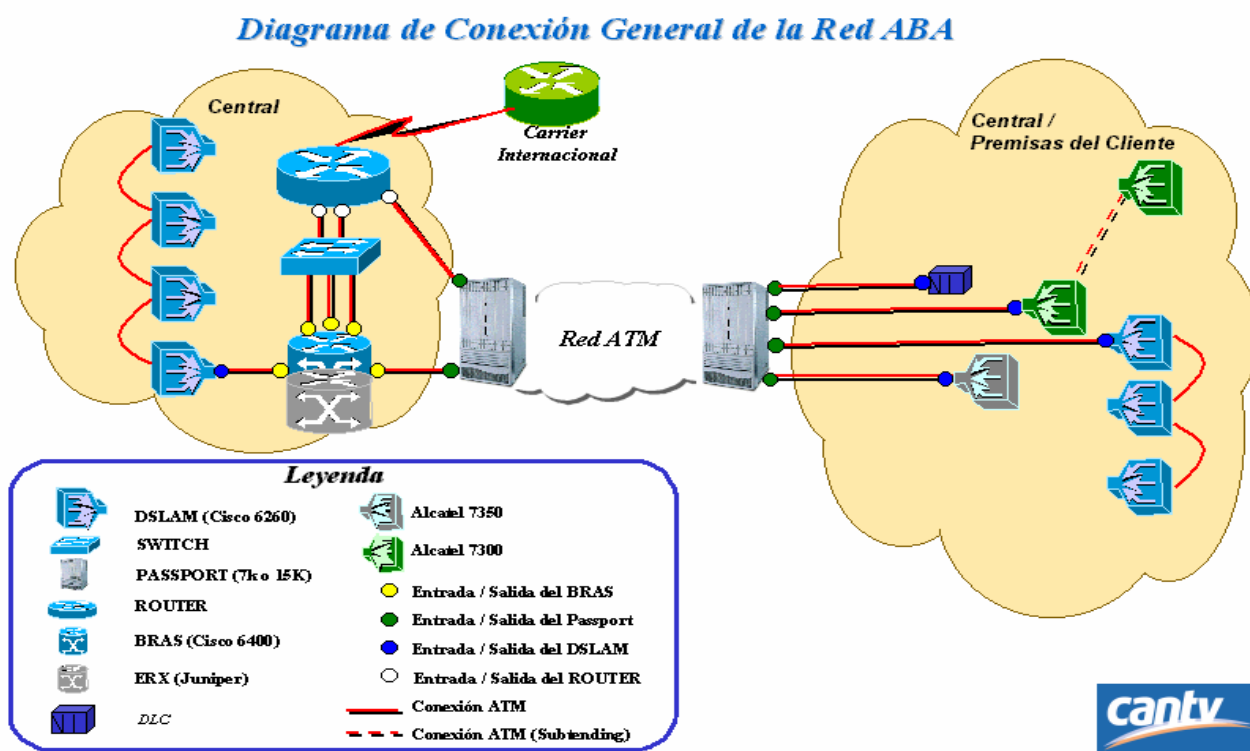 Diagrama de Conexión General de la Red ABA
Central
Carrier
Internacional
Central /
Premisas del Cliente
Red ATM
Leyenda
DSLAM (Cisco 6260)
SWITCH
PASSPORT (7k o 15K)
ROUTER
BRAS (Cisco 6400)
ERX (Juniper)
DLC
Alcatel 7350
Alcatel 7300
Entrada / Salida del BRAS
Entrada / Salida del Passport
Entrada / Salida del DSLAM
Entrada / Salida del ROUTER
Conexión ATM
Conexión ATM (Subtending)
cantv